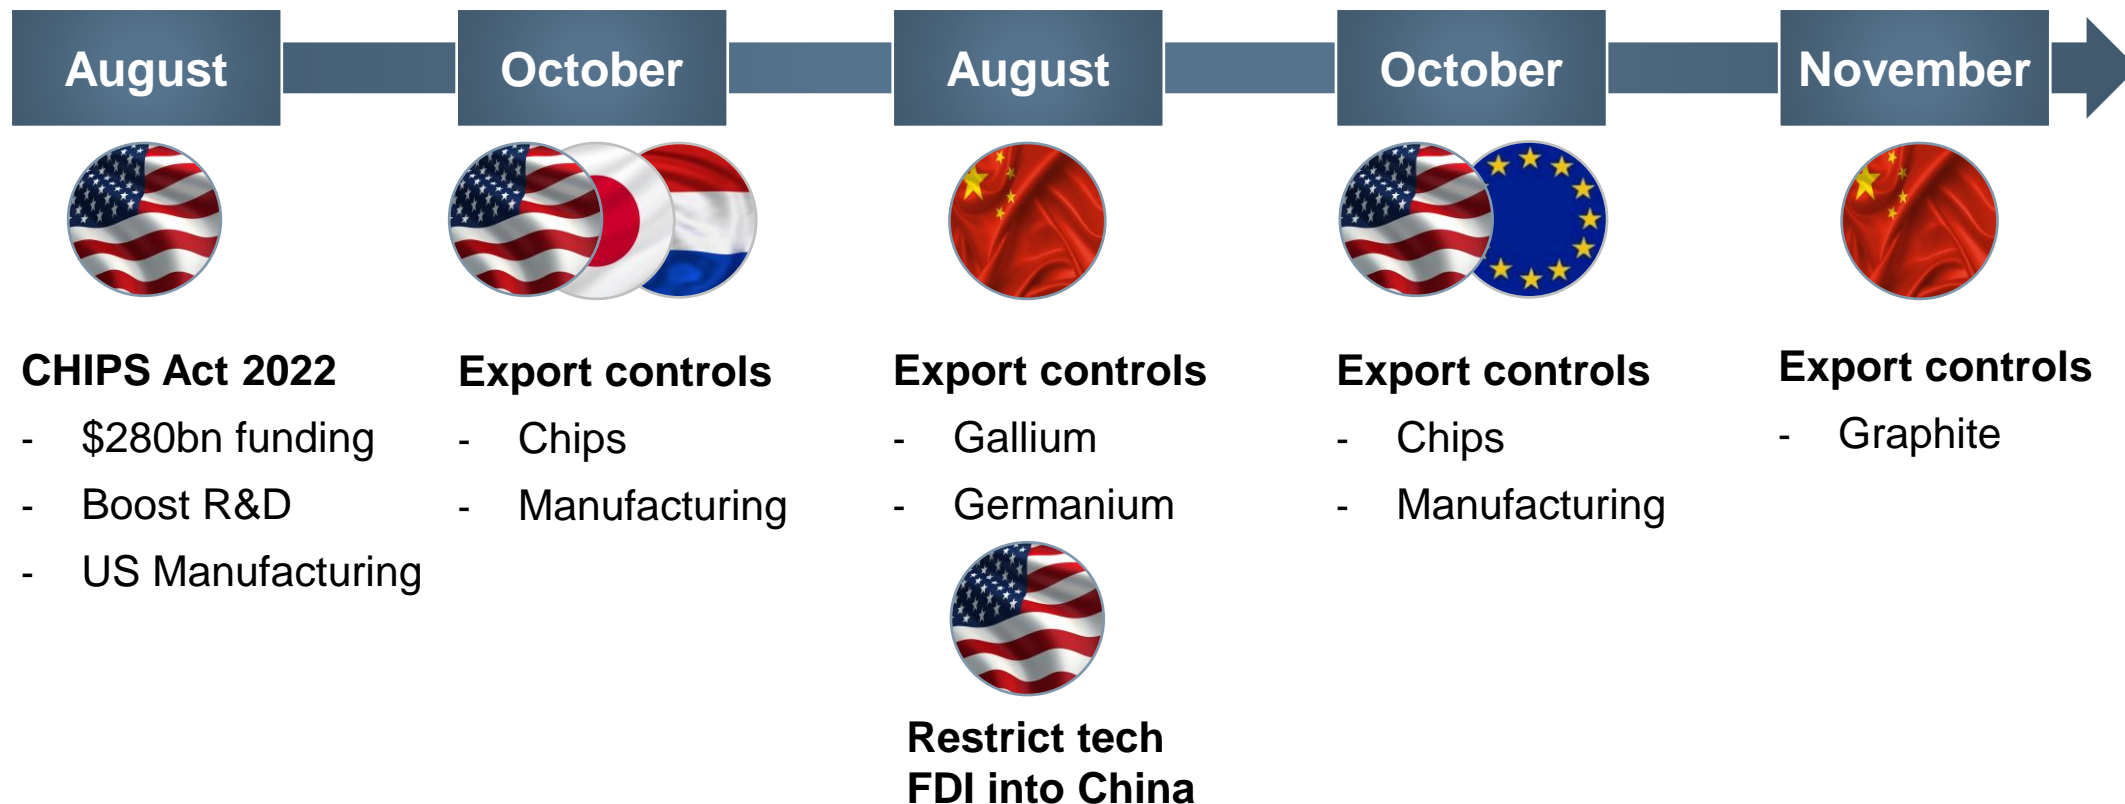 August
October
August
October
November
CHIPS Act 2022
- $280bn funding
- Boost R&D
- US Manufacturing
Export controls
- Chips
- Manufacturing
Export controls
- Gallium
- Germanium
Restrict tech
FDI into China
Export controls
- Chips
- Manufacturing
Export controls
- Graphite